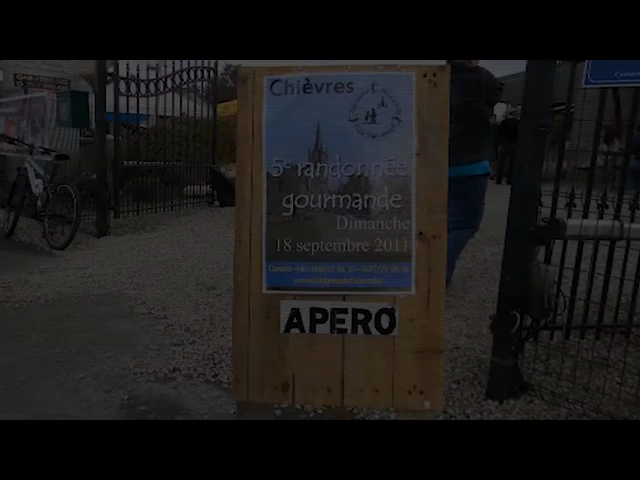 Chièvres
5e randonnée
gourmande
Dimanche
18 septembre 2011
APERO